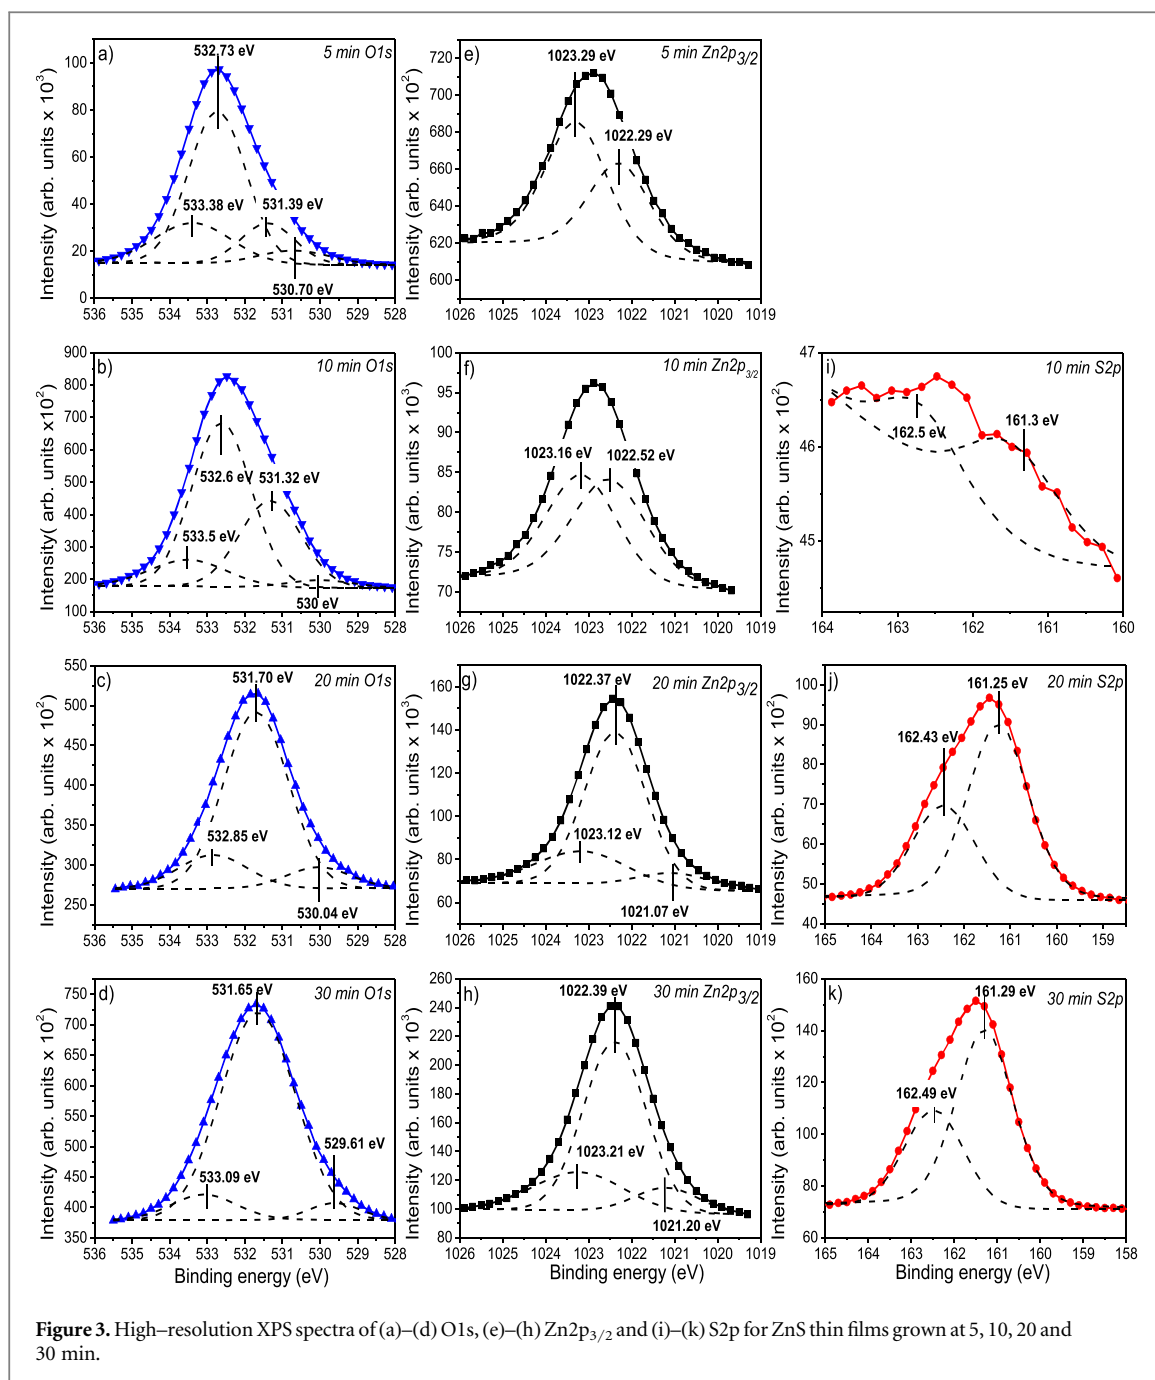 a)
5 min O1s
532.73 eV
533.38 eV
531.39 eV
530.70 eV
Intensity (arb. units x 10³)
100
80
60
40
20
0
536 535 534 533 532 531 530 529 528
e)
5 min Zn2p3/2
1023.29 eV
1022.29 eV
Intensity (arb. units x 10²)
720
700
680
660
640
620
600
1026 1025 1024 1023 1022 1021 1020 1019
b)
10 min O1s
532.6 eV
531.32 eV
533.5 eV
530 eV
Intensity( arb. units x10²)
900
800
700
600
500
400
300
200
100
536 535 534 533 532 531 530 529 528
f)
10 min Zn2p3/2
1023.16 eV
1022.52 eV
Intensity (arb. units x 10³)
100
95
90
85
80
75
70
1026 1025 1024 1023 1022 1021 1020 1019
i)
10 min S2p
162.5 eV
161.3 eV
Intensity (arb. units x 10²)
47
46
45
164 163 162 161 160
c)
20 min O1s
531.70 eV
532.85 eV
530.04 eV
Intensity (arb. units x 10²)
550
500
450
400
350
300
250
536 535 534 533 532 531 530 529 528
g)
20 min Zn2p3/2
1022.37 eV
1023.12 eV
1021.07 eV
Intensity (arb. units x 10³)
160
140
120
100
80
60
1026 1025 1024 1023 1022 1021 1020 1019
j)
20 min S2p
161.25 eV
162.43 eV
Intensity (arb. units x 10²)
100
90
80
70
60
50
40
165 164 163 162 161 160 159
d)
30 min O1s
531.65 eV
529.61 eV
533.09 eV
Intensity (arb. units x 10²)
750
700
650
600
550
500
450
400
350
536 535 534 533 532 531 530 529 528
Binding energy (eV)
h)
30 min Zn2p3/2
1022.39 eV
1023.21 eV
1021.20 eV
Intensity (arb. units x 10³)
260
240
220
200
180
160
140
120
100
80
1026 1025 1024 1023 1022 1021 1020 1019
Binding energy (eV)
k)
30 min S2p
161.29 eV
162.49 eV
Intensity (arb. units x 10²)
160
140
120
100
80
60
165 164 163 162 161 160 159 158
Binding energy (eV)
Figure 3. High–resolution XPS spectra of (a)–(d) O1s, (e)–(h) Zn2p3/2 and (i)–(k) S2p for ZnS thin films grown at 5, 10, 20 and
30 min.